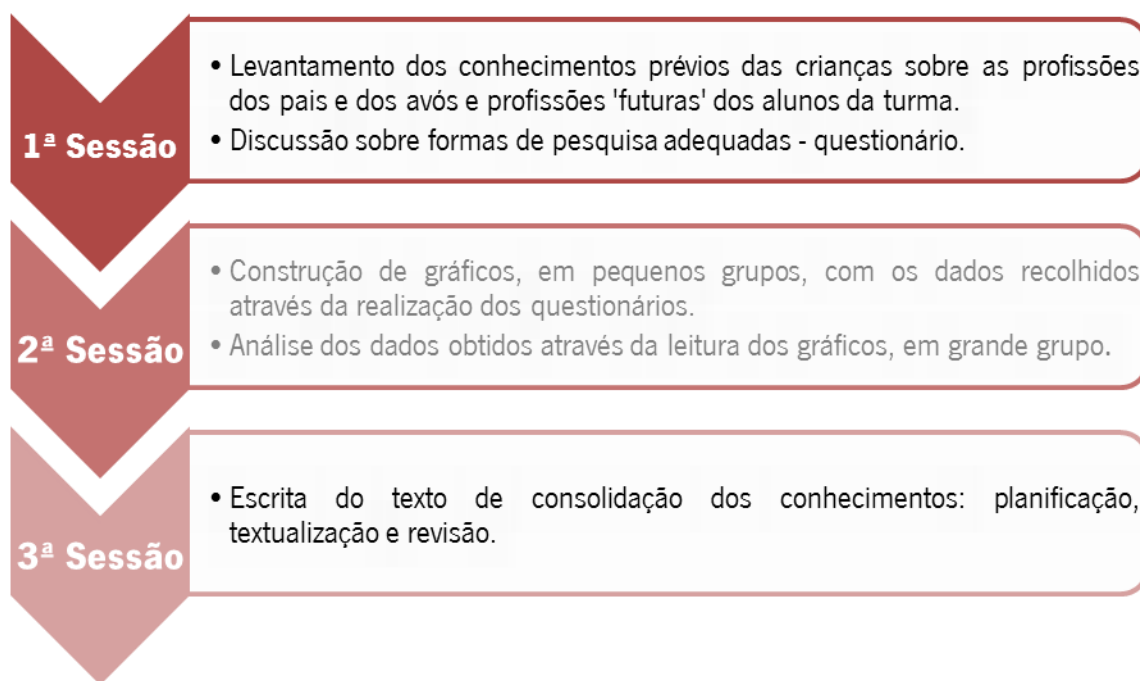 1ª Sessão
• Levantamento dos conhecimentos prévios das crianças sobre as profissões
dos pais e dos avós e profissões 'futuras' dos alunos da turma.
• Discussão sobre formas de pesquisa adequadas - questionário.
2ª Sessão
• Construção de gráficos, em pequenos grupos, com os dados recolhidos
através da realização dos questionários.
• Análise dos dados obtidos através da leitura dos gráficos, em grande grupo.
3ª Sessão
• Escrita do texto de consolidação dos conhecimentos: planificação,
textualização e revisão.